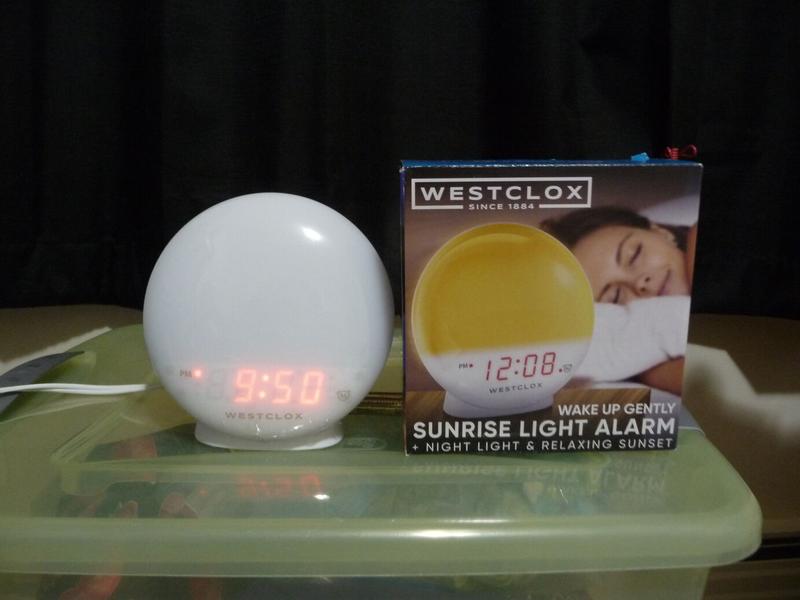 PM
9:50
WESTCLOX
WESTCLOX
SINCE 1884
PM
12:08
WESTCLOX
WAKE UP GENTLY
SUNRISE LIGHT ALARM
+ NIGHT LIGHT & RELAXING SUNSET